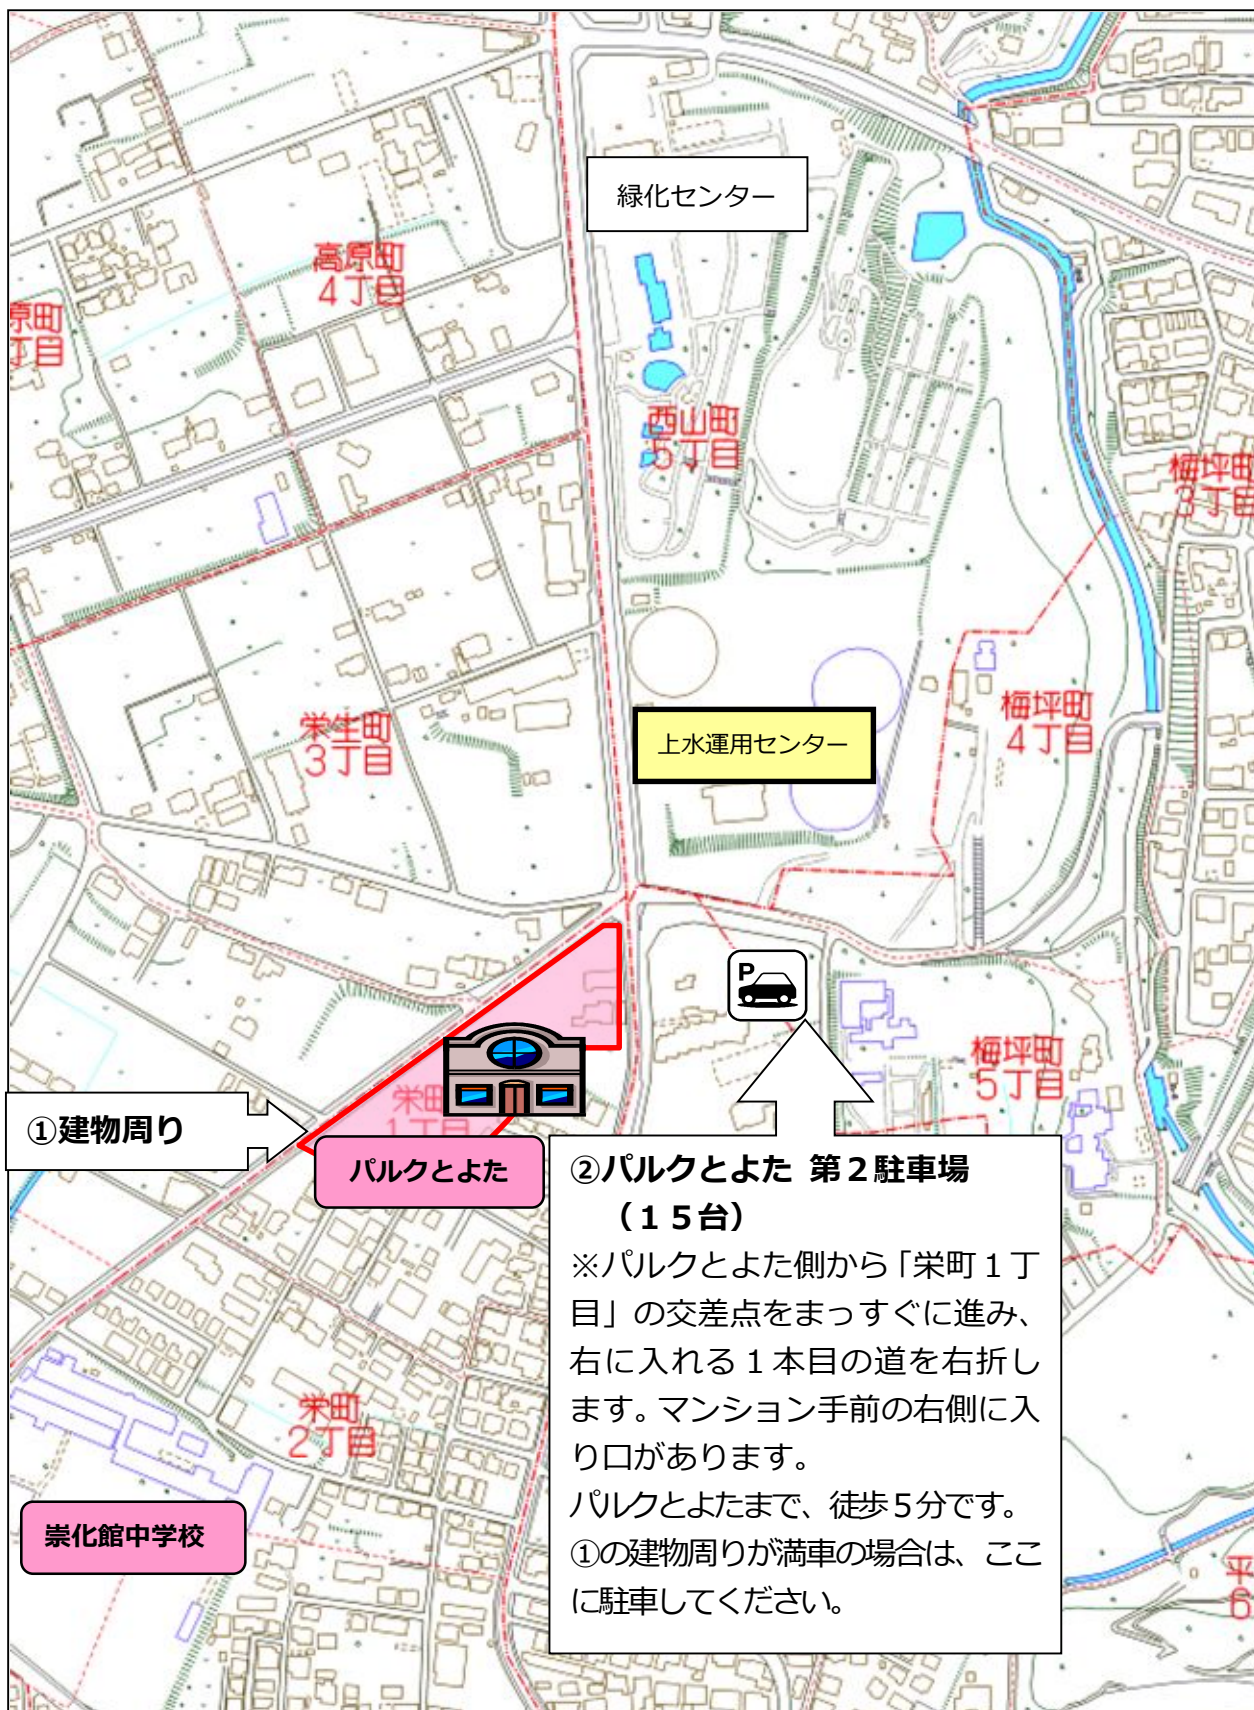 緑化センター
高原町
4丁目
原町
丁目
西山町
5丁目
梅坪町
3丁目
栄生町
3丁目
上水運用センター
梅坪町
4丁目
P
梅坪町
5丁目
栄町
1丁目
①建物周り
パルクとよた
②パルクとよた 第２駐車場
（１５台）
※パルクとよた側から「栄町１丁
目」の交差点をまっすぐに進み、
右に入れる１本目の道を右折し
ます。マンション手前の右側に入
り口があります。
パルクとよたまで、徒歩５分です。
①の建物周りが満車の場合は、ここ
に駐車してください。
栄町
2丁目
崇化館中学校
平
6